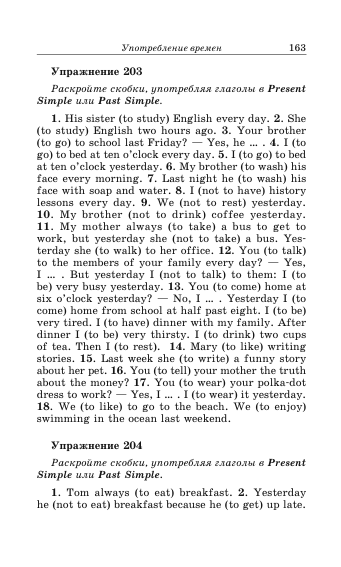 Употребление времен 163
Упражнение 203
Раскройте скобки, употребляя глаголы в Present
Simple или Past Simple.
1. His sister (to study) English every day. 2. She
(to study) English two hours ago. 3. Your brother
(to go) to school last Friday? — Yes, he ... . 4. I (to
go) to bed at ten o'clock every day. 5. I (to go) to bed
at ten o'clock yesterday. 6. My brother (to wash) his
face every morning. 7. Last night he (to wash) his
face with soap and water. 8. I (not to have) history
lessons every day. 9. We (not to rest) yesterday.
10. My brother (not to drink) coffee yesterday.
11. My mother always (to take) a bus to get to
work, but yesterday she (not to take) a bus. Yes-
terday she (to walk) to her office. 12. You (to talk)
to the members of your family every day? — Yes,
I ... . But yesterday I (not to talk) to them: I (to
be) very busy yesterday. 13. You (to come) home at
six o'clock yesterday? — No, I ... . Yesterday I (to
come) home from school at half past eight. I (to be)
very tired. I (to have) dinner with my family. After
dinner I (to be) very thirsty. I (to drink) two cups
of tea. Then I (to rest). 14. Mary (to like) writing
stories. 15. Last week she (to write) a funny story
about her pet. 16. You (to tell) your mother the truth
about the money? 17. You (to wear) your polka-dot
dress to work? — Yes, I ... . I (to wear) it yesterday.
18. We (to like) to go to the beach. We (to enjoy)
swimming in the ocean last weekend.
Упражнение 204
Раскройте скобки, употребляя глаголы в Present
Simple или Past Simple.
1. Tom always (to eat) breakfast. 2. Yesterday
he (not to eat) breakfast because he (to get) up late.